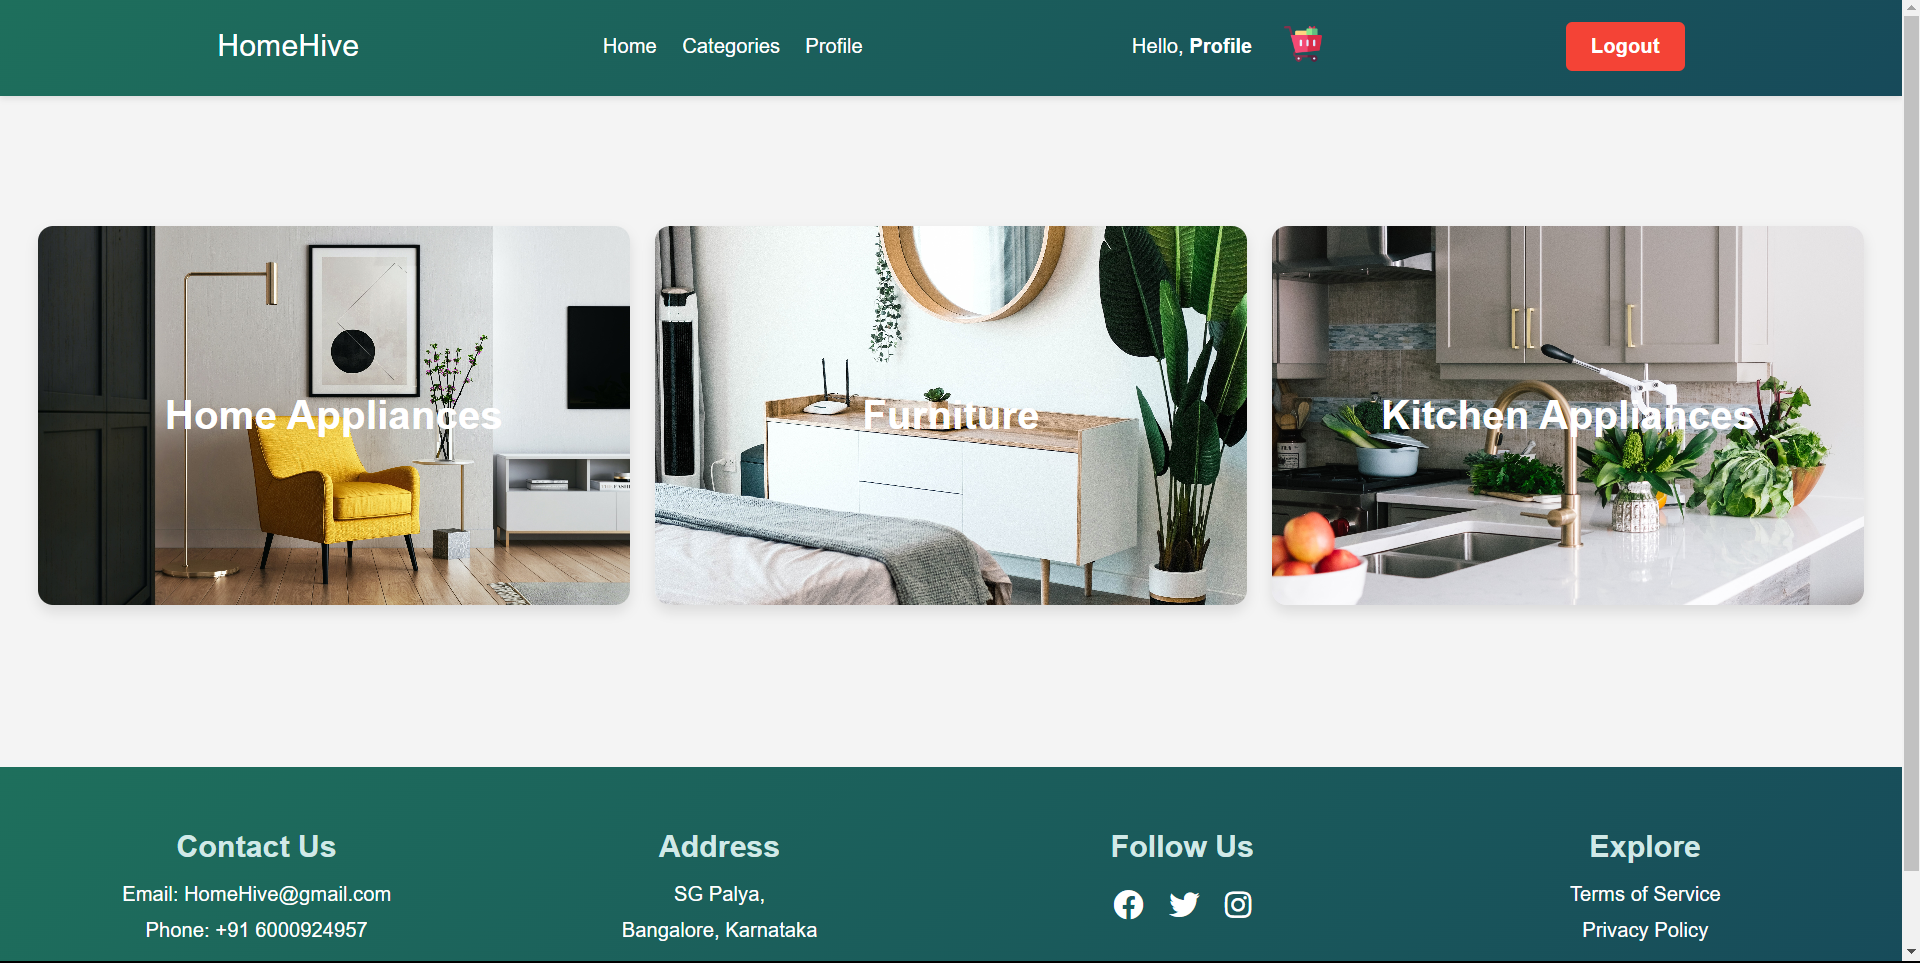 HomeHive
Home Categories Profile
Hello, Profile
Logout
Home Appliances
Furniture
Kitchen Appliances
Contact Us
Email: HomeHive@gmail.com
Phone: +91 6000924957
Address
SG Palya,
Bangalore, Karnataka
Follow Us
Explore
Terms of Service
Privacy Policy